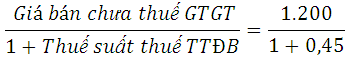 Giá bán chưa thuế GTGT / 1 + Thuế suất thuế TTĐB = 1.200 / 1 + 0,45